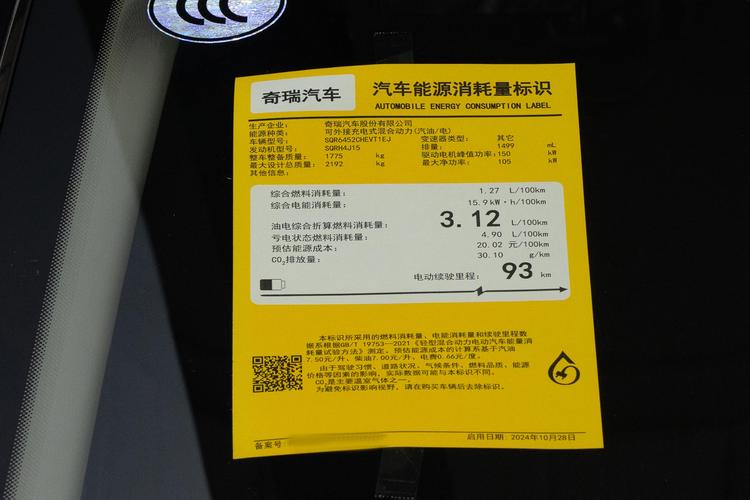 CCC
奇瑞汽车
汽车能源消耗量标识
AUTOMOBILE ENERGY CONSUMPTION LABEL
生产企业: 奇瑞汽车股份有限公司
能源种类: 可外接充电式混合动力(汽油/电)
车辆型号: SQR6452CHEVT1EJ 变速器类型: 其它
发动机型号: SQRH4J15 排量: 1499 mL
整车整备质量: 1775 kg 驱动电机峰值功率: 150 kW
最大设计总质量: 2192 kg 最大净功率: 105 kW
其他信息:
综合燃料消耗量: 1.27 L/100km
综合电能消耗量: 15.9 kW·h/100km
油电综合折算燃料消耗量: 3.12 L/100km
亏电状态燃料消耗量: 4.90 L/100km
预估能源成本: 20.02 元/100km
CO₂排放量: 30.10 g/km
电动续驶里程: 93 km
本标识所采用的燃料消耗量、电能消耗量和续驶里程数
据系根据GB/T 19753—2021《轻型混合动力电动汽车能量消
耗量试验方法》测定。预估能源成本的计算系基于汽油
7.50元/升、柴油7.00元/升、电费0.66元/度。
由于驾驶习惯、道路状况、气候条件、燃料品质、能源
价格等因素的影响，实际数据可能与本标识不同。
CO₂是主要温室气体之一。
为避免标识影响视野，请在购买车辆后去除标识。
备案号: 启用日期: 2024年10月28日